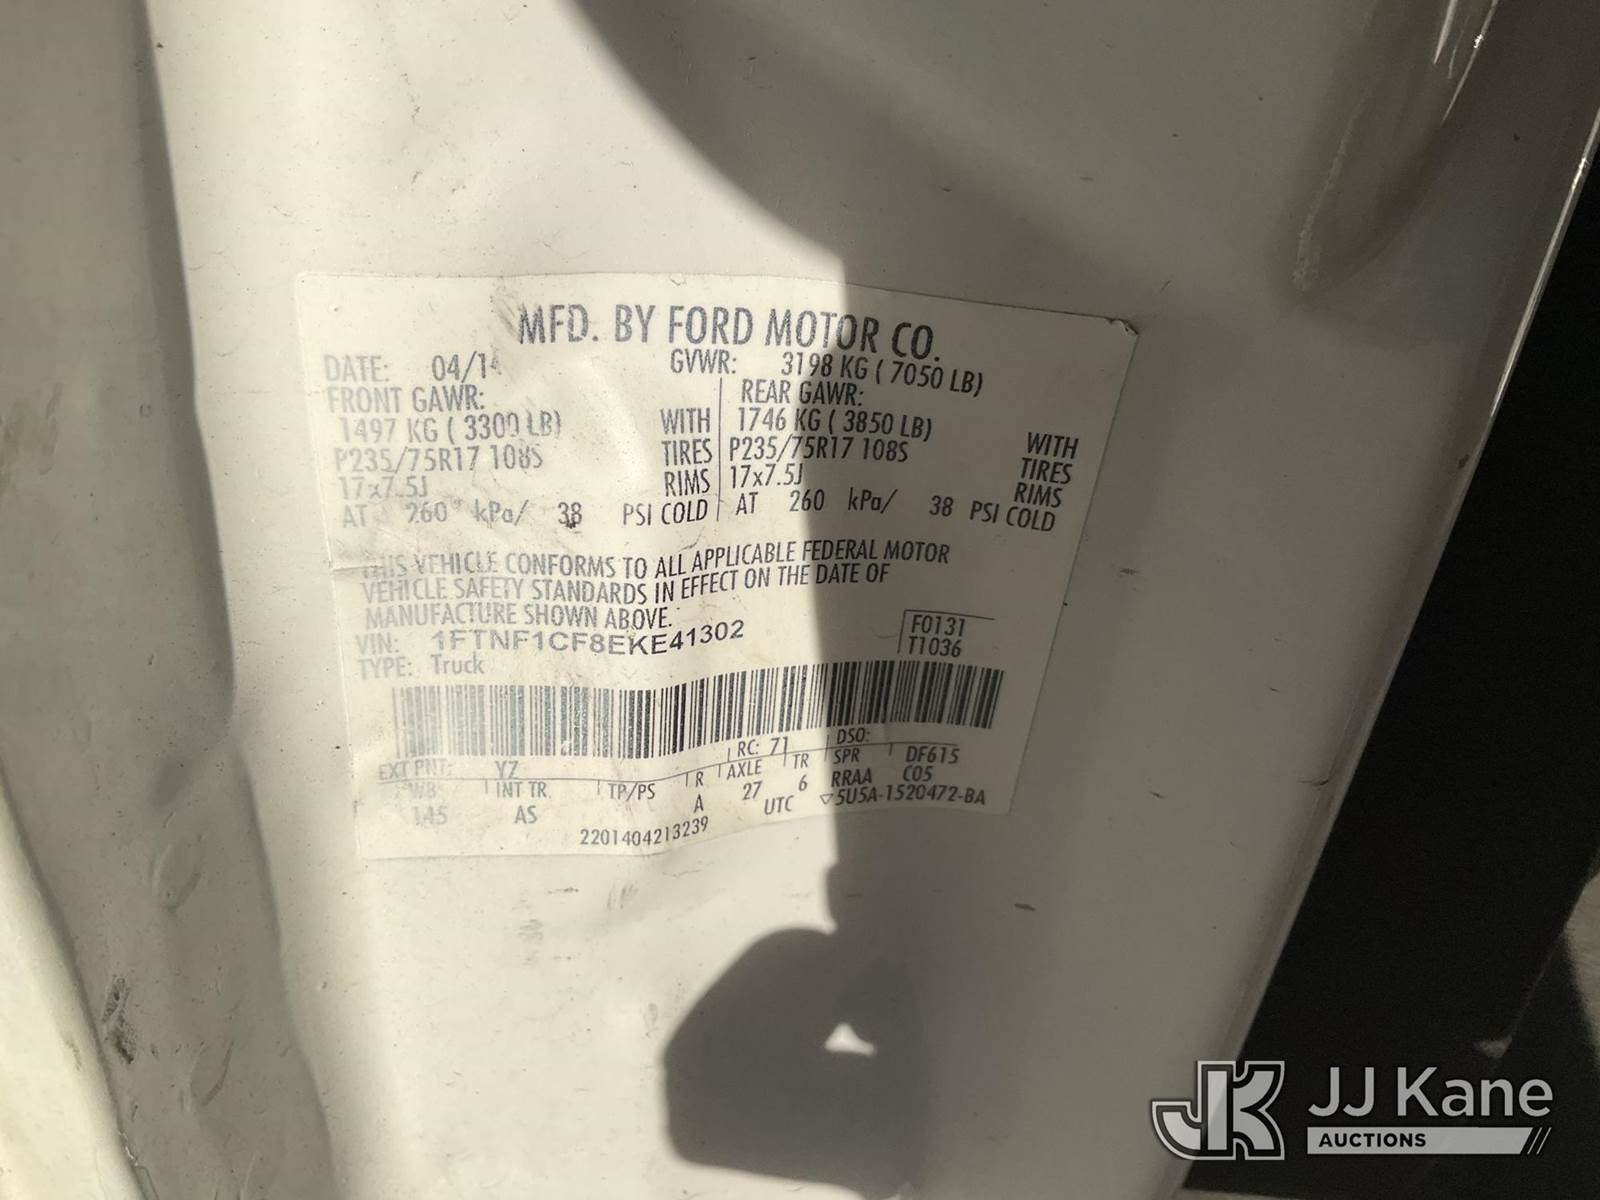 MFD. BY FORD MOTOR CO.
DATE: 04/14 GVWR: 3198 KG ( 7050 LB)
FRONT GAWR: REAR GAWR:
1497 KG ( 3300 LB) WITH 1746 KG ( 3850 LB) WITH
P235/75R17 108S TIRES P235/75R17 108S TIRES
17x7.5J RIMS 17x7.5J RIMS
AT 260 kPa/ 38 PSI COLD AT 260 kPa/ 38 PSI COLD
THIS VEHICLE CONFORMS TO ALL APPLICABLE FEDERAL MOTOR
VEHICLE SAFETY STANDARDS IN EFFECT ON THE DATE OF
MANUFACTURE SHOWN ABOVE.
VIN: 1FTNF1CF8EKE41302 F0131
TYPE: Truck T1036
EXT PNT: YZ RC: 71 DSO:
WB INT TR. TP/PS R AXLE TR SPR DF615
145 AS A 27 6 RRAA C05
UTC ▽5U5A-1520472-BA
2201404213239
JK JJ Kane
AUCTIONS